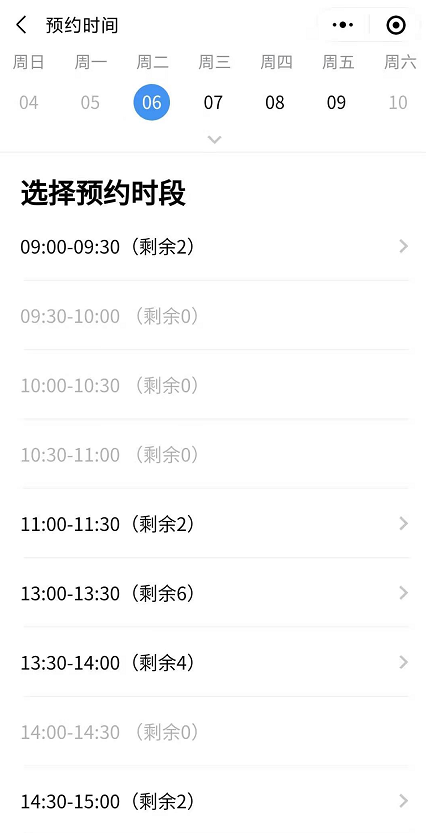 预约时间
周日 周一 周二 周三 周四 周五 周六
04 05 06 07 08 09 10
选择预约时段
09:00-09:30（剩余2）
09:30-10:00 （剩余0）
10:00-10:30 （剩余0）
10:30-11:00 （剩余0）
11:00-11:30（剩余2）
13:00-13:30（剩余6）
13:30-14:00（剩余4）
14:00-14:30 （剩余0）
14:30-15:00（剩余2）